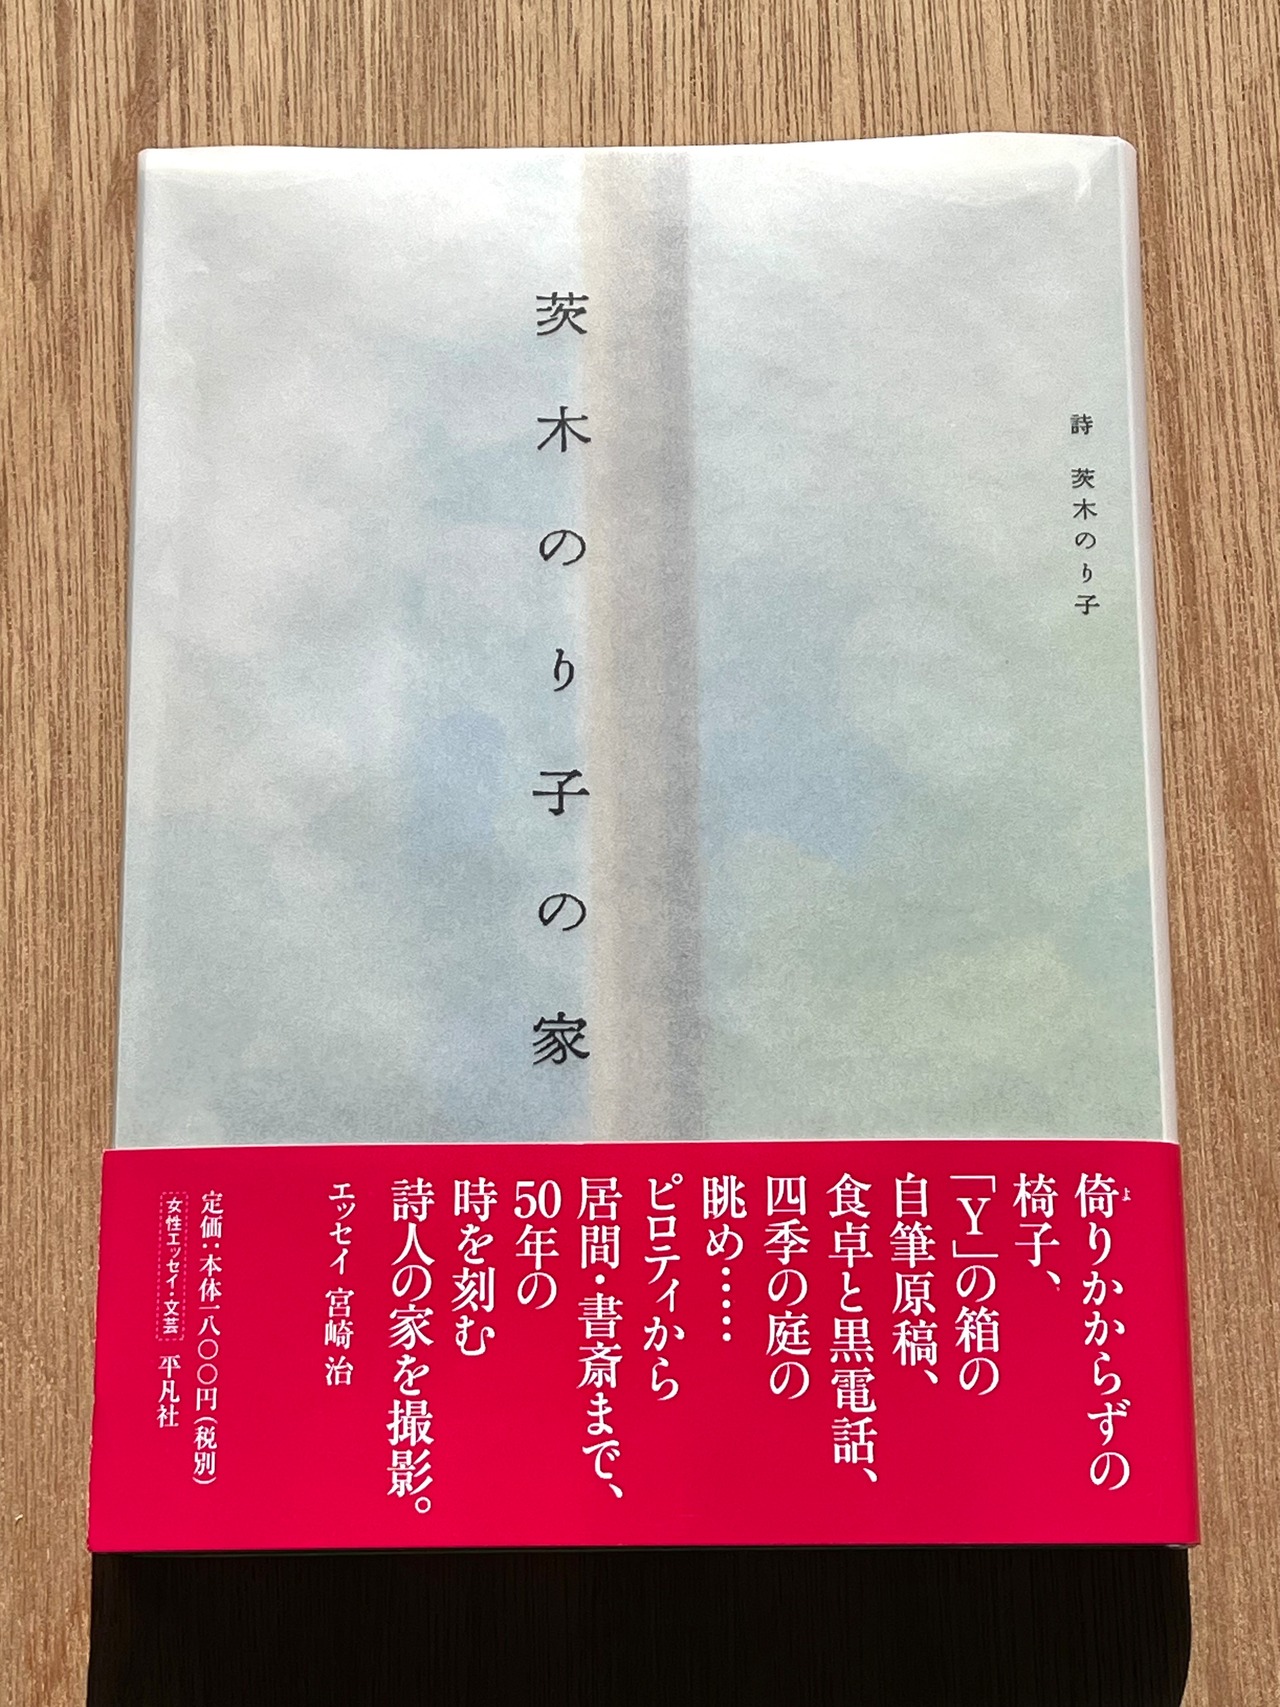 詩 茨木のり子
茨木のり子の家
倚りかからずの
よ
椅子、
「Y」の箱の
自筆原稿、
食卓と黒電話、
四季の庭の
眺め……
ピロティから
居間・書斎まで、
50年の
時を刻む
詩人の家を撮影。
エッセイ 宮崎 治
定価：本体一八〇〇円（税別）
女性エッセイ・文芸 平凡社